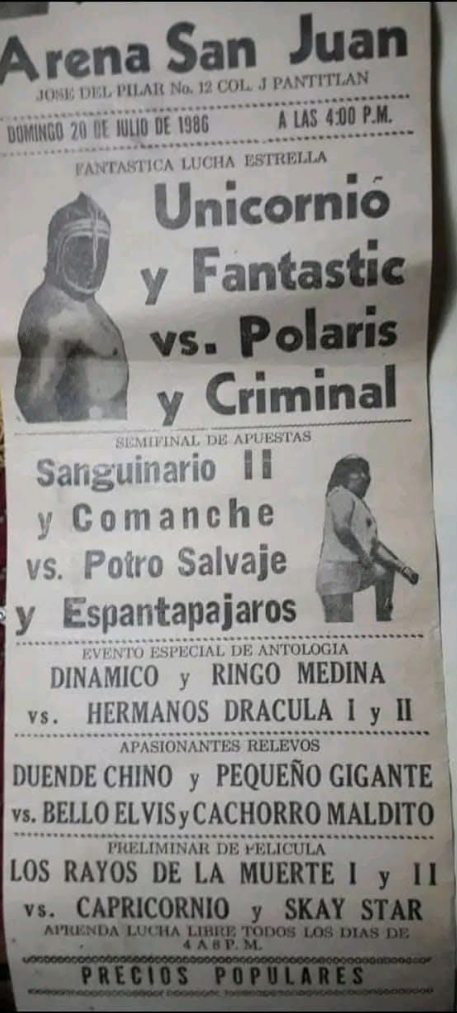 Arena San Juan
JOSE DEL PILAR No. 12 COL. J PANTITLAN
DOMINGO 20 DE JULIO DE 1986 A LAS 4:00 P.M.
FANTASTICA LUCHA ESTRELLA
Unicornio
y Fantastic
vs. Polaris
y Criminal
SEMIFINAL DE APUESTAS
Sanguinario II
y Comanche
vs. Potro Salvaje
y Espantapajaros
EVENTO ESPECIAL DE ANTOLOGIA
DINAMICO y RINGO MEDINA
vs. HERMANOS DRACULA I y II
APASIONANTES RELEVOS
DUENDE CHINO y PEQUEÑO GIGANTE
vs. BELLO ELVIS y CACHORRO MALDITO
PRELIMINAR DE PELICULA
LOS RAYOS DE LA MUERTE I y II
vs. CAPRICORNIO y SKAY STAR
APRENDA LUCHA LIBRE TODOS LOS DIAS DE
4 A 8 P.M.
PRECIOS POPULARES